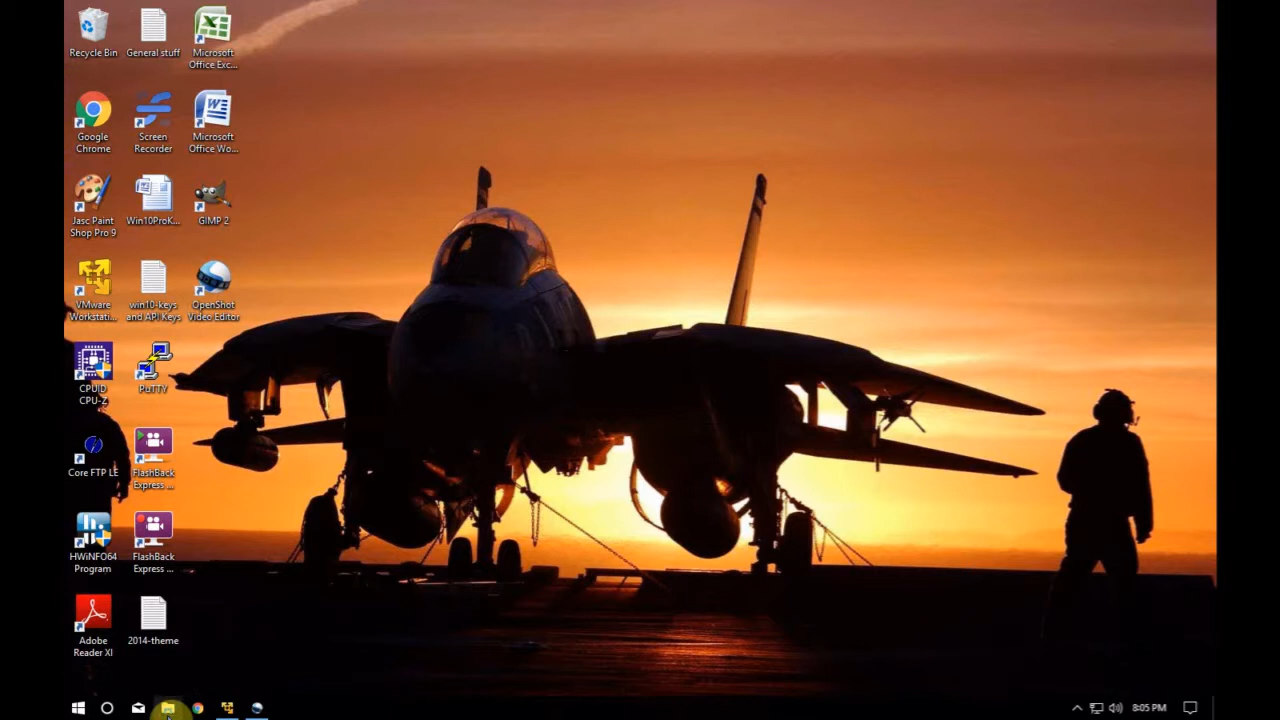 Recycle Bin
General stuff
Microsoft
Office Exc...
Google
Chrome
Screen
Recorder
Microsoft
Office Wo...
Jasc Paint
Shop Pro 9
Win10ProK...
GIMP 2
VMware
Workstati...
win10-keys
and API Keys
OpenShot
Video Editor
CPUID
CPU-Z
PuTTY
Core FTP LE
FlashBack
Express ...
HWiNFO64
Program
FlashBack
Express ...
Adobe
Reader XI
2014-theme
8:05 PM